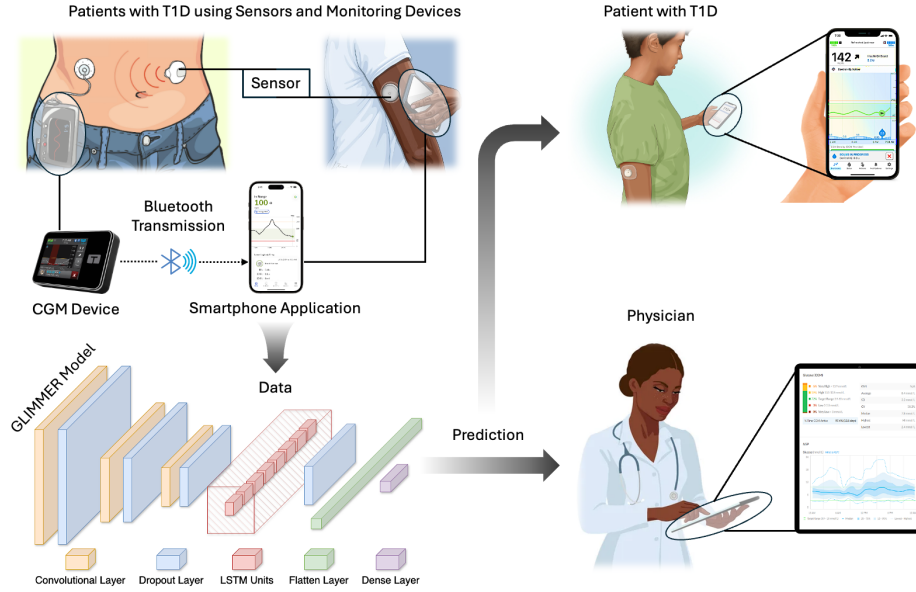 Patients with T1D using Sensors and Monitoring Devices
Patient with T1D
Sensor
142
Bluetooth
Transmission
100
CGM Device
Smartphone Application
Physician
Data
GLIMMER Model
Prediction
Convolutional Layer
Dropout Layer
LSTM Units
Flatten Layer
Dense Layer